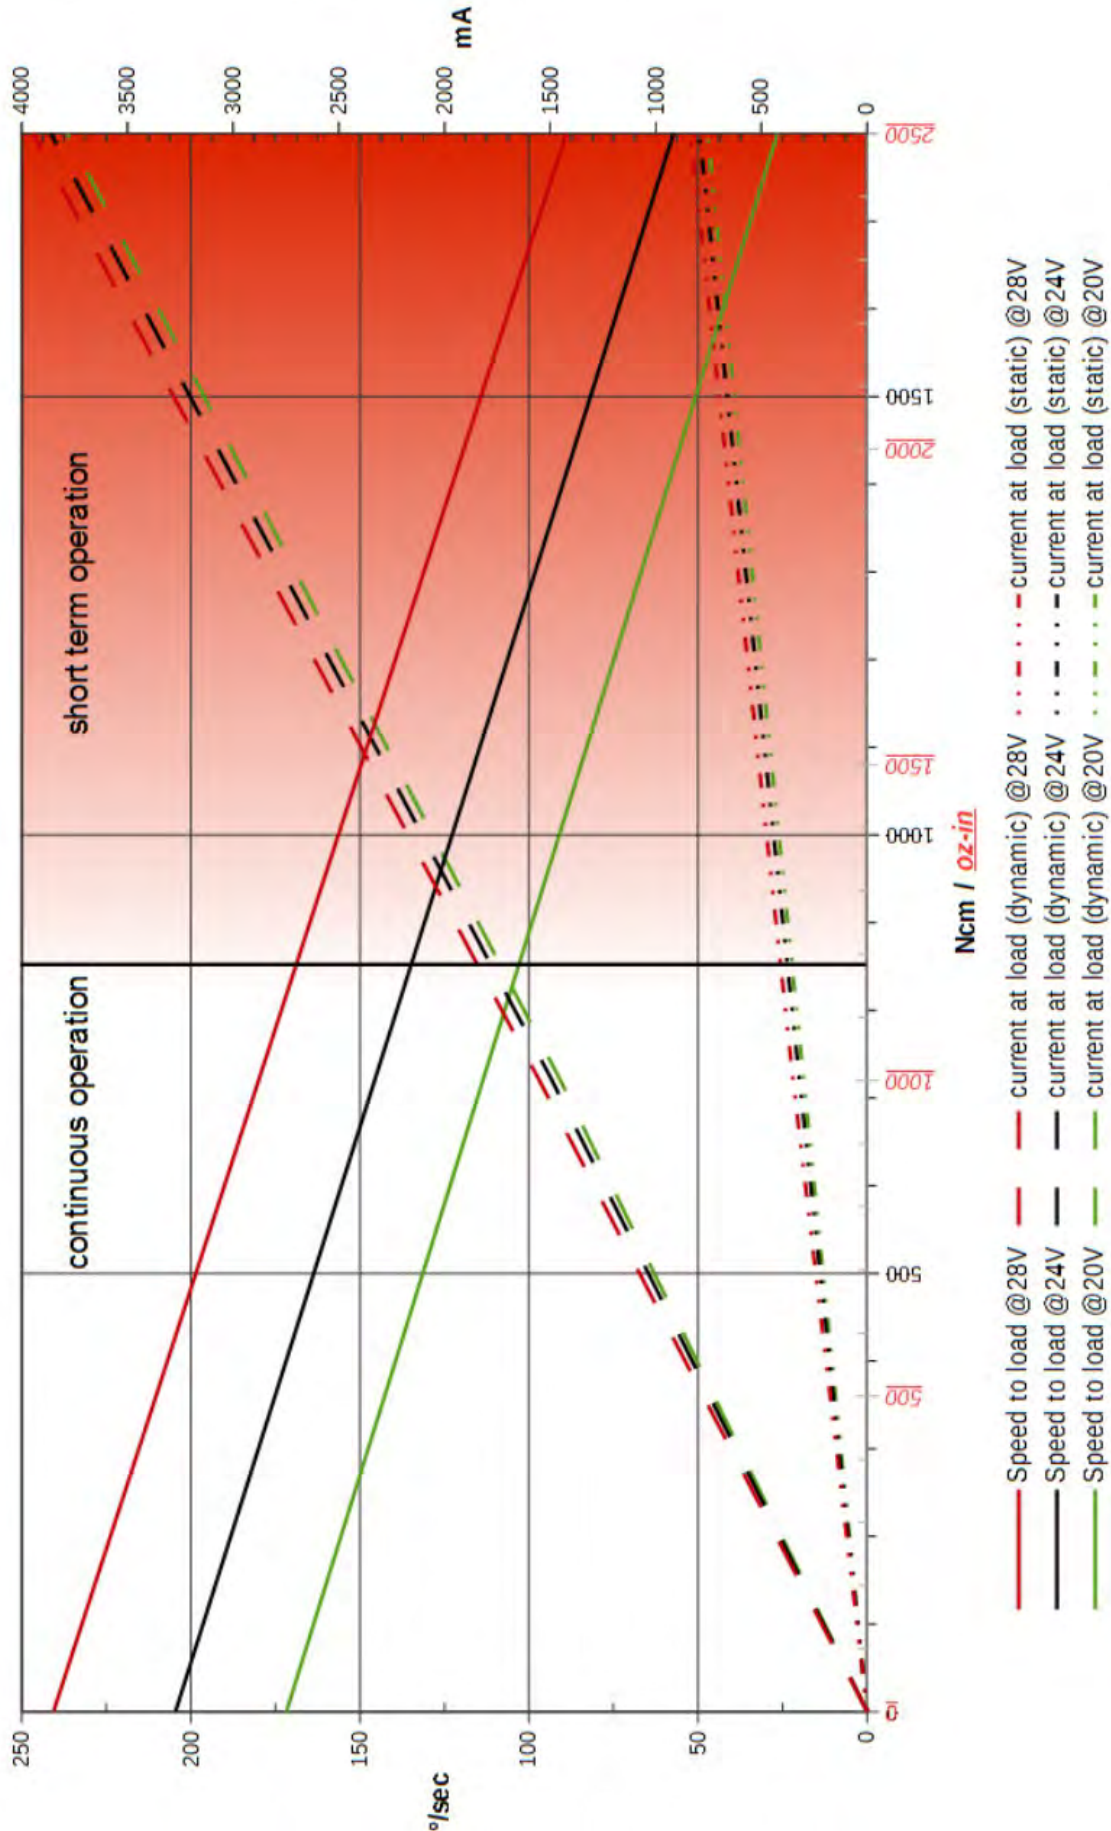 continuous operation
short term operation
°/sec
250
200
150
100
50
0
mA
4000
3500
3000
2500
2000
1500
1000
500
0
500
1000
1500
0
500
1000
1500
2000
2500
Ncm / oz-in
Speed to load @28V
current at load (dynamic) @28V
current at load (static) @28V
Speed to load @24V
current at load (dynamic) @24V
current at load (static) @24V
Speed to load @20V
current at load (dynamic) @20V
current at load (static) @20V